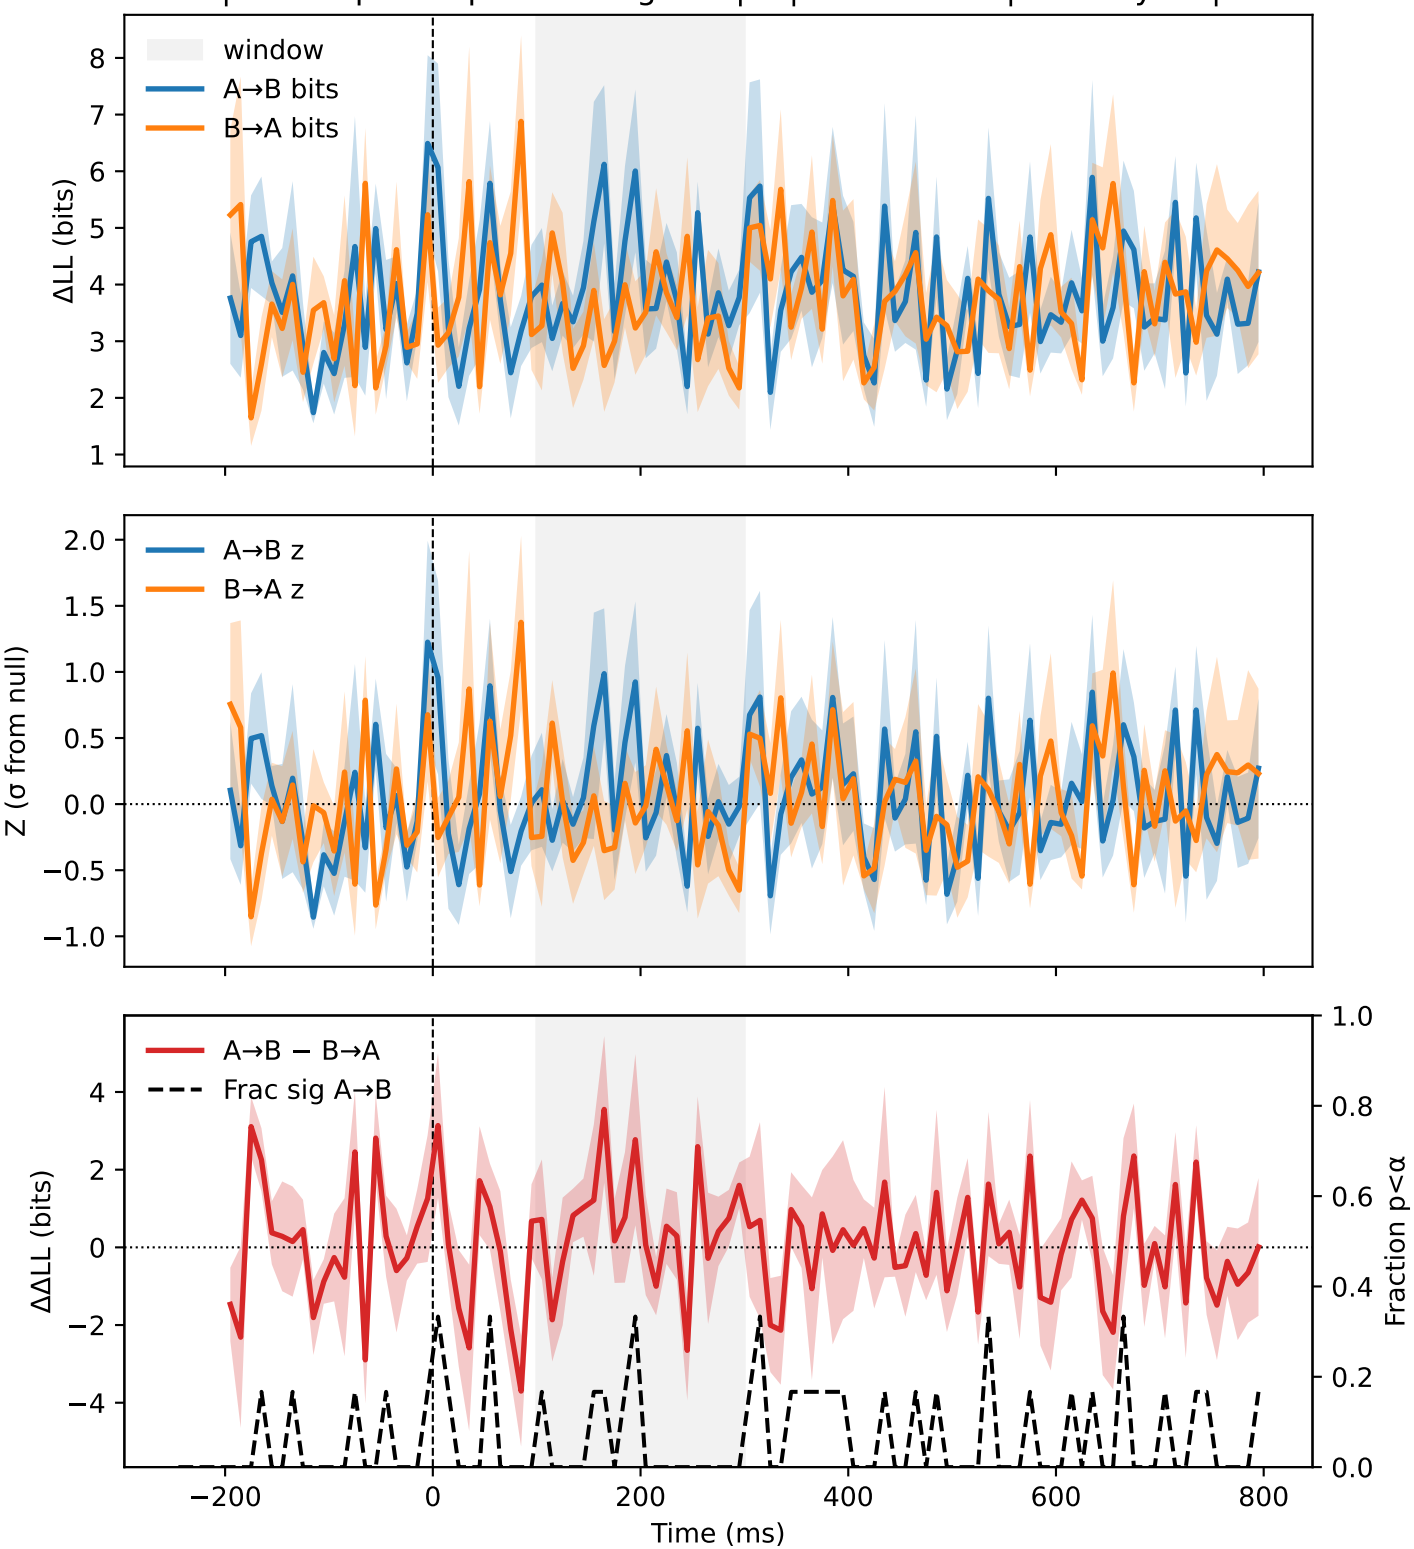 8
7
6
5
4
3
2
1
ΔLL (bits)
window
A→B bits
B→A bits
2.0
1.5
1.0
0.5
0.0
−0.5
−1.0
Z (σ from null)
A→B z
B→A z
4
2
0
−2
−4
ΔΔLL (bits)
A→B − B→A
Frac sig A→B
1.0
0.8
0.6
0.4
0.2
0.0
Fraction p<α
−200 0 200 400 600 800
Time (ms)